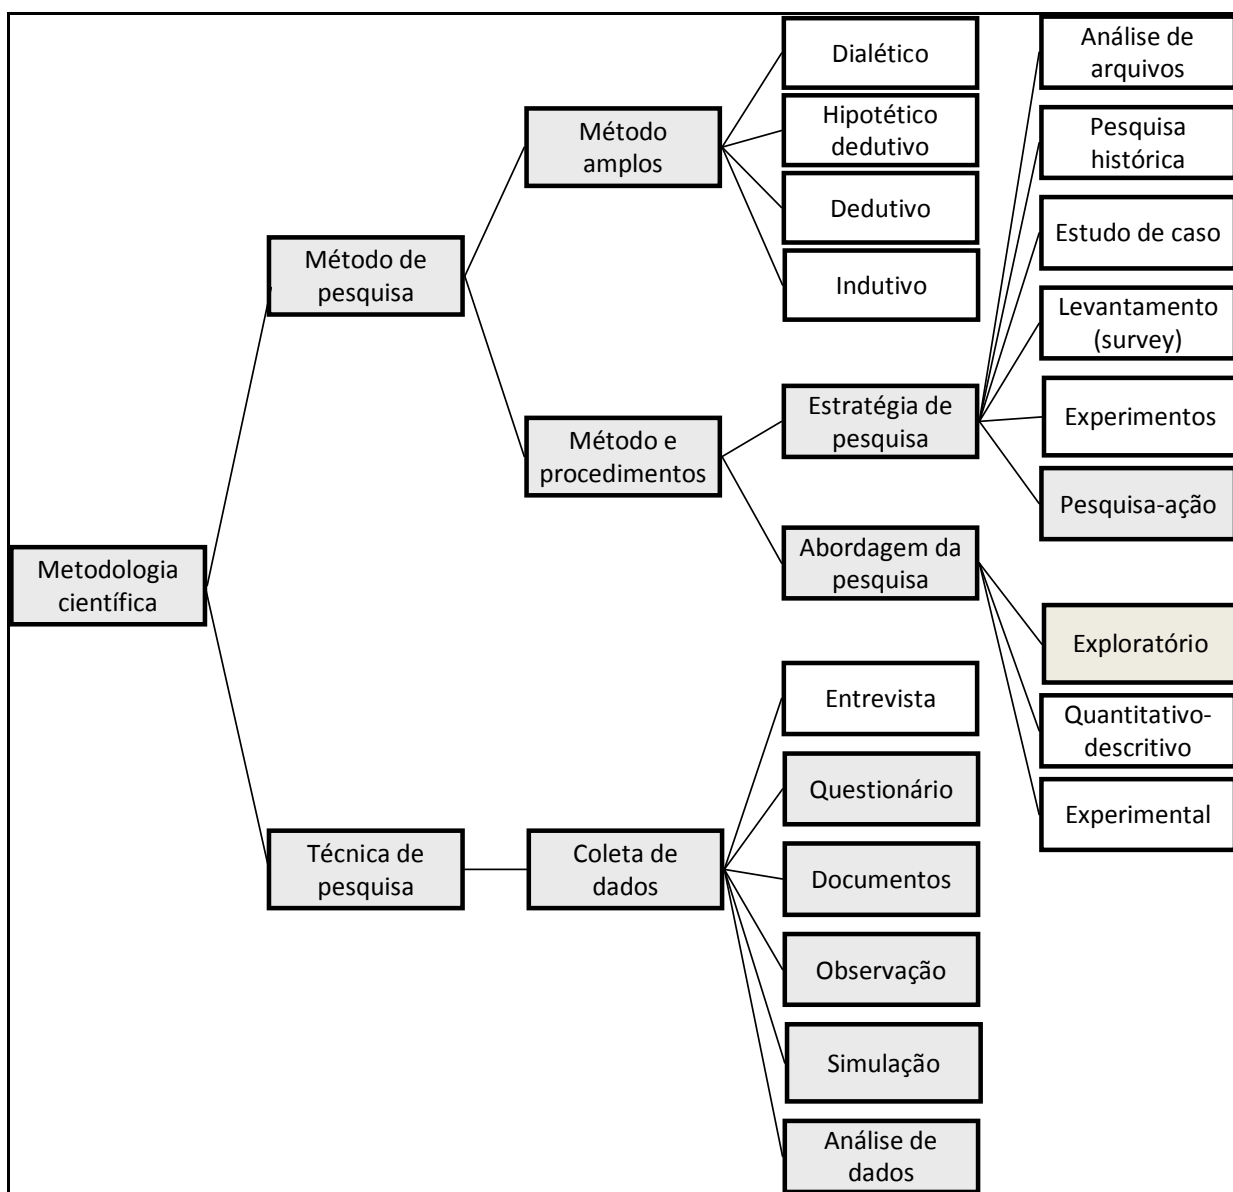 Metodologia
científica
Método de
pesquisa
Método
amplos
Dialético
Hipotético
dedutivo
Dedutivo
Indutivo
Método e
procedimentos
Estratégia de
pesquisa
Análise de
arquivos
Pesquisa
histórica
Estudo de caso
Levantamento
(survey)
Experimentos
Pesquisa-ação
Abordagem da
pesquisa
Exploratório
Quantitativo-
descritivo
Experimental
Técnica de
pesquisa
Coleta de
dados
Entrevista
Questionário
Documentos
Observação
Simulação
Análise de
dados